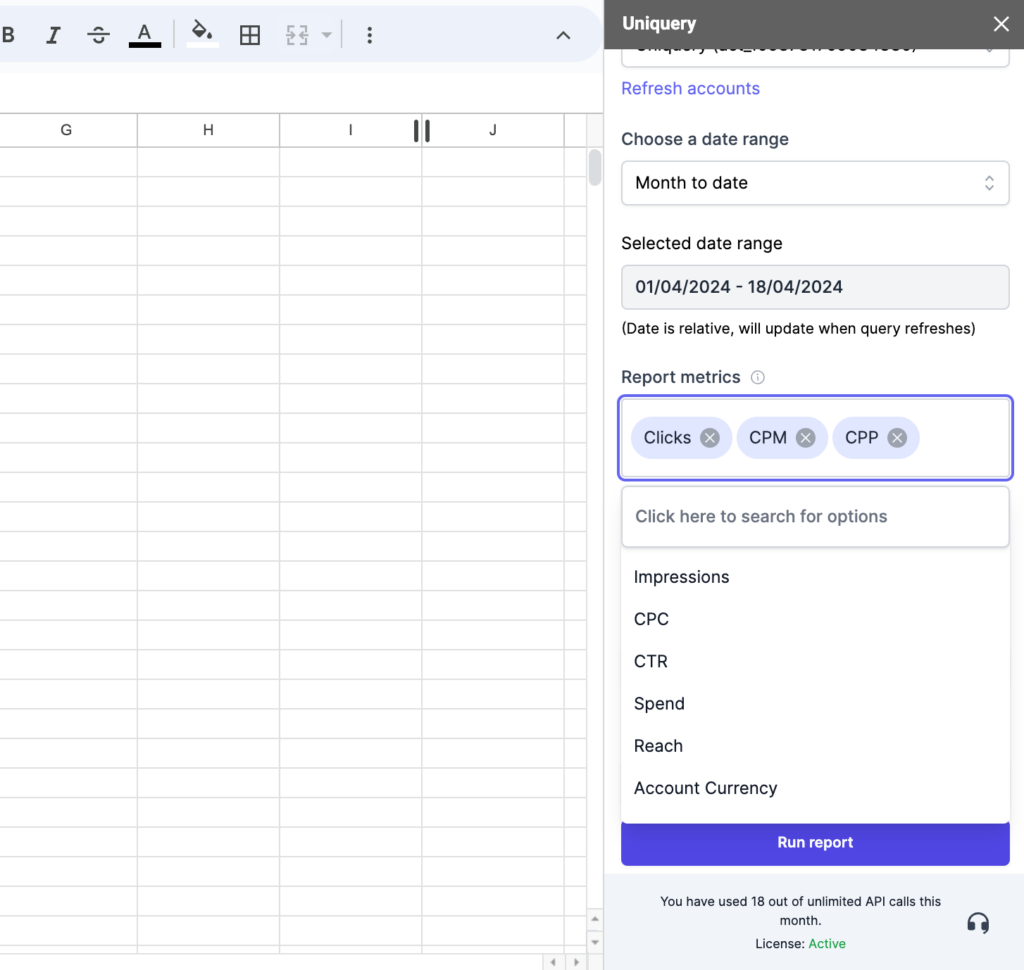 B I S A
Uniquery
Refresh accounts
Choose a date range
Month to date
Selected date range
01/04/2024 - 18/04/2024
(Date is relative, will update when query refreshes)
Report metrics
Clicks CPM CPP
Click here to search for options
Impressions
CPC
CTR
Spend
Reach
Account Currency
Run report
You have used 18 out of unlimited API calls this
month.
License: Active
G H I J